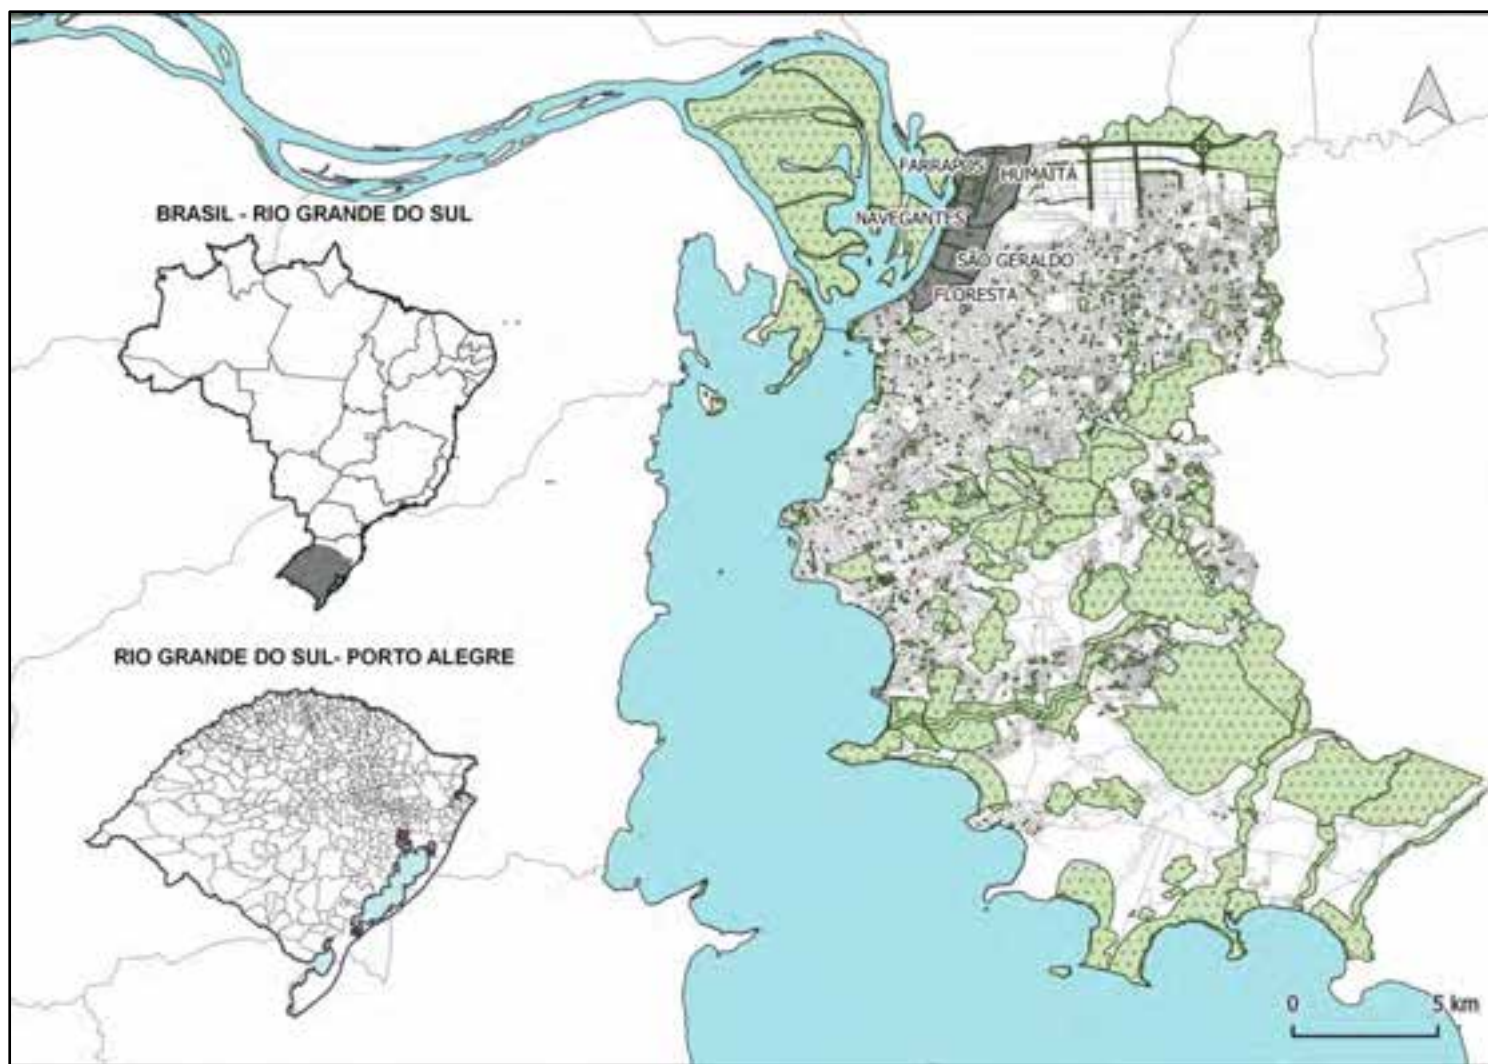 FARRAPOS
HUMAITÁ
NAVEGANTES
SÃO GERALDO
FLORESTA
BRASIL - RIO GRANDE DO SUL
RIO GRANDE DO SUL- PORTO ALEGRE
0 5 km